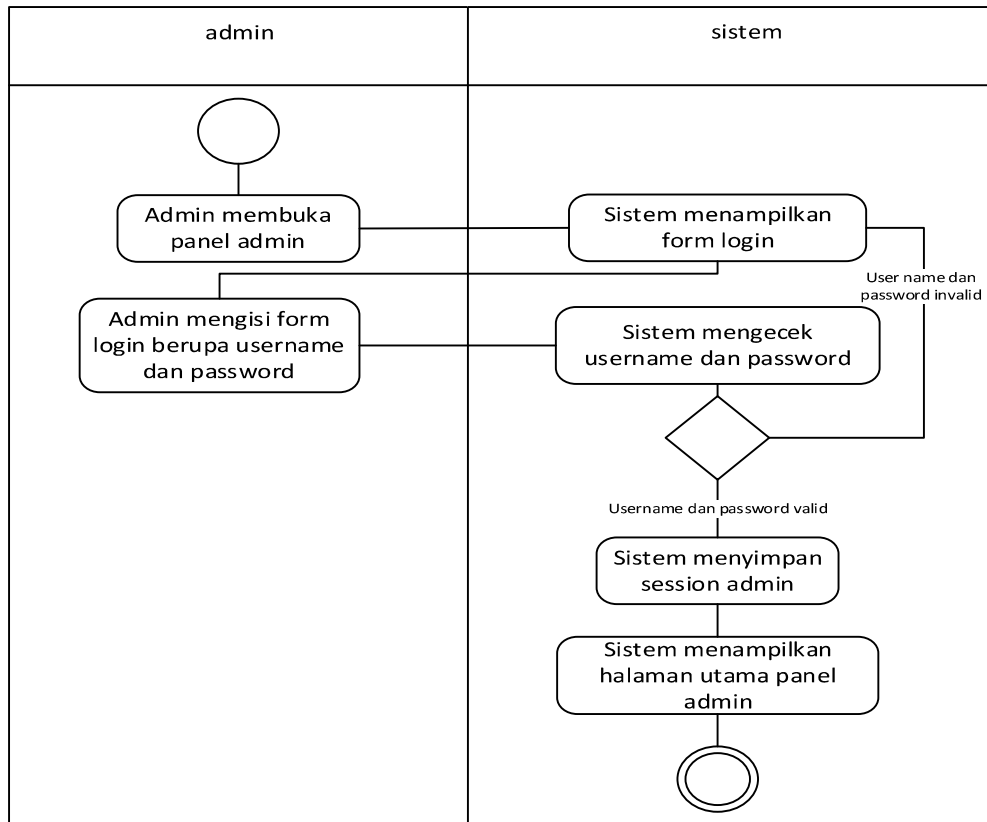 admin
sistem
Admin membuka
panel admin
Sistem menampilkan
form login
User name dan
password invalid
Admin mengisi form
login berupa username
dan password
Sistem mengecek
username dan password
Username dan password valid
Sistem menyimpan
session admin
Sistem menampilkan
halaman utama panel
admin